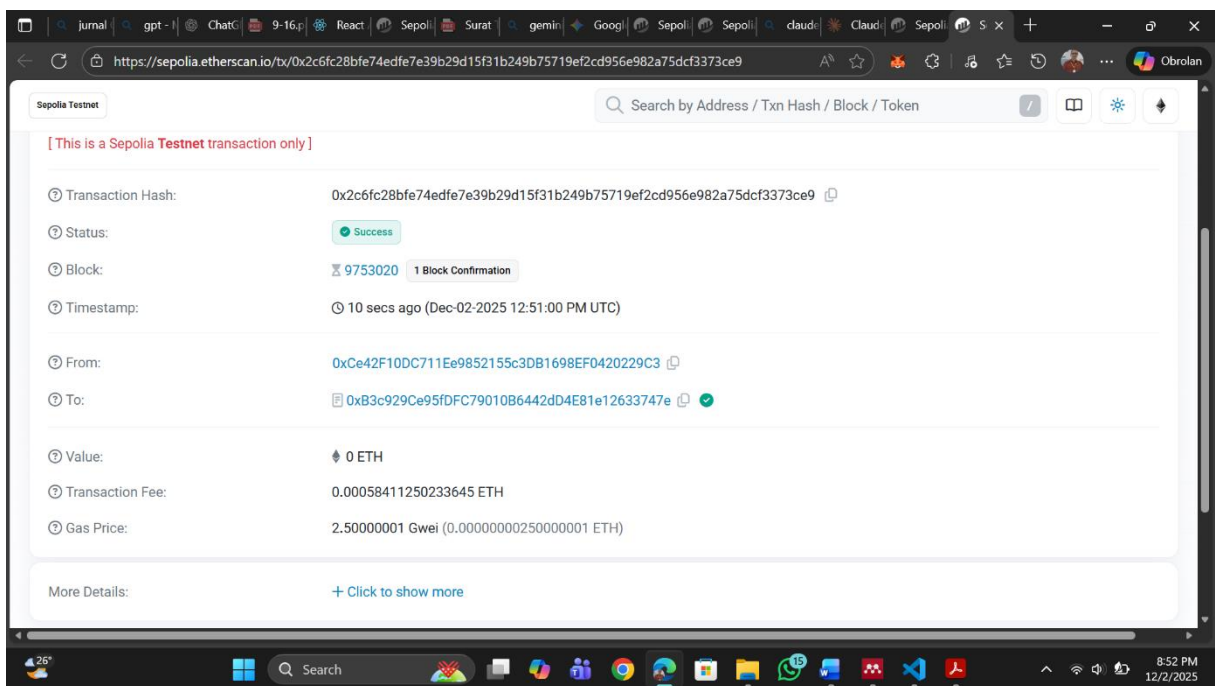 jurnal
gpt - 
ChatG
9-16.p
React
Sepoli
Surat
gemin
Googl
Sepoli
Sepoli
claude
Claude
Sepoli
S
https://sepolia.etherscan.io/tx/0x2c6fc28bfe74edfe7e39b29d15f31b249b75719ef2cd956e982a75dcf3373ce9
Obrolan
Sepolia Testnet
Search by Address / Txn Hash / Block / Token
/
[ This is a Sepolia Testnet transaction only ]
Transaction Hash: 0x2c6fc28bfe74edfe7e39b29d15f31b249b75719ef2cd956e982a75dcf3373ce9
Status: Success
Block: 9753020 1 Block Confirmation
Timestamp: 10 secs ago (Dec-02-2025 12:51:00 PM UTC)
From: 0xCe42F10DC711Ee9852155c3DB1698EF0420229C3
To: 0xB3c929Ce95fDFC79010B6442dD4E81e12633747e
Value: 0 ETH
Transaction Fee: 0.00058411250233645 ETH
Gas Price: 2.50000001 Gwei (0.00000000250000001 ETH)
More Details: + Click to show more
26°
Search
15
8:52 PM
12/2/2025